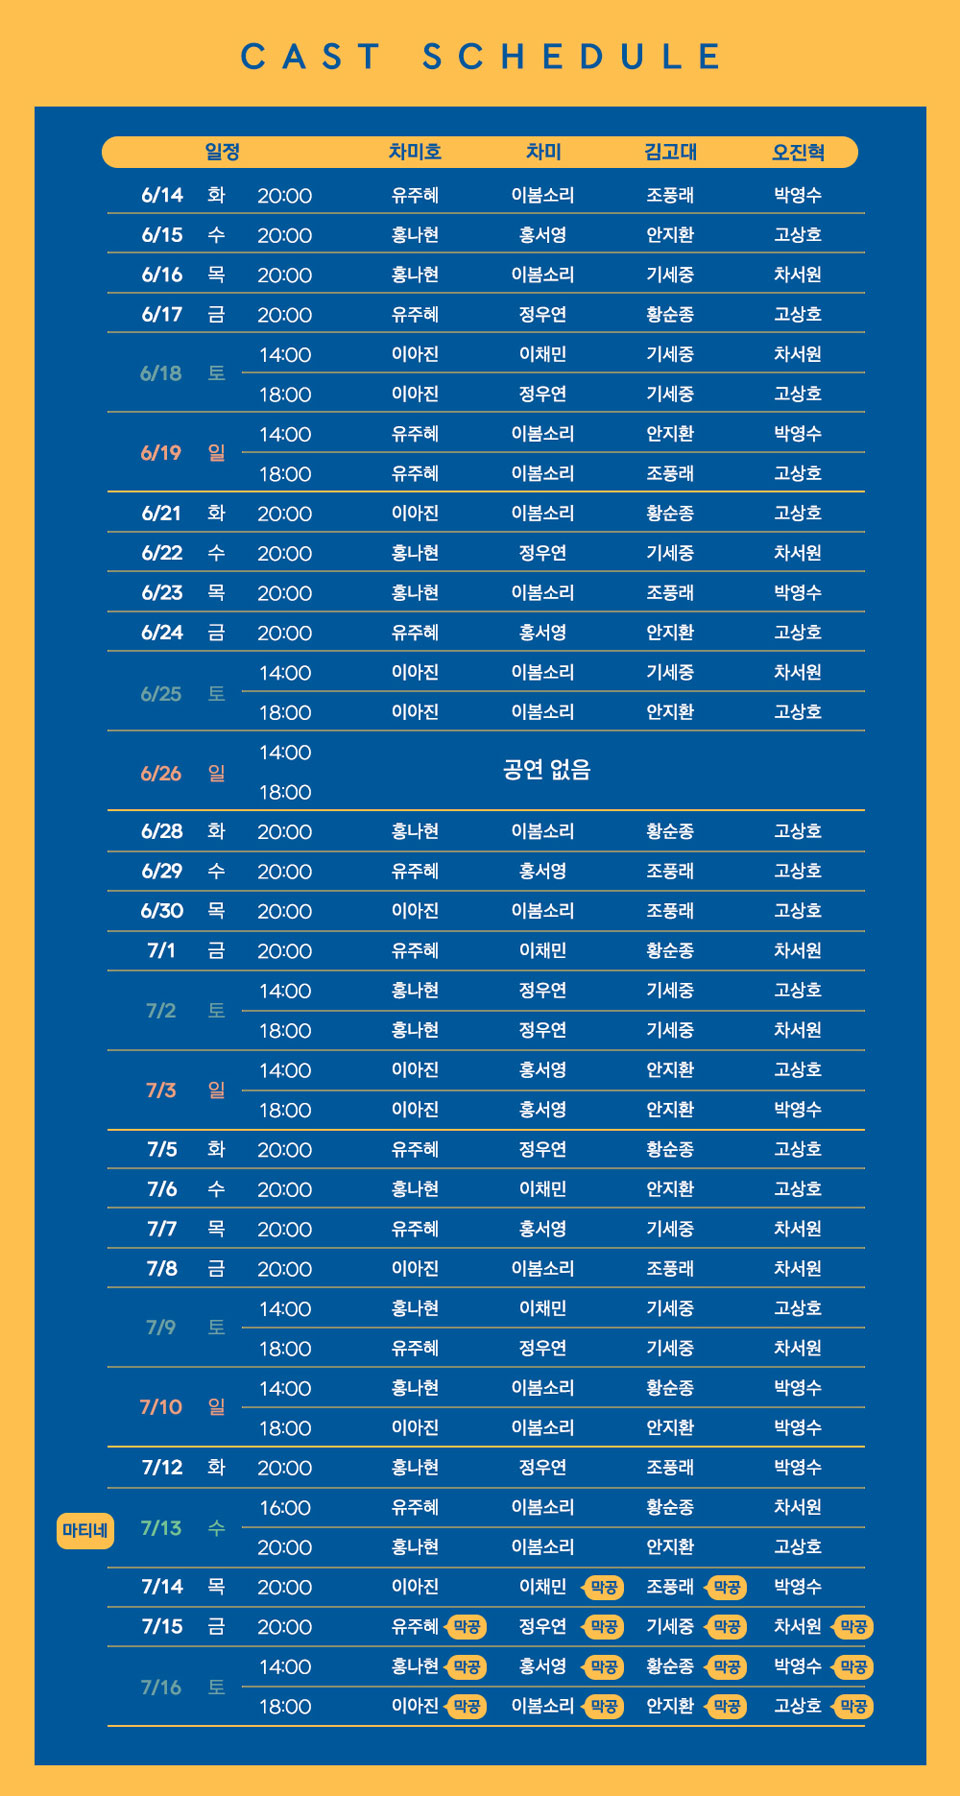 CAST SCHEDULE
일정 차미호 차미 김고대 오진혁
6/14 화 20:00 유주혜 이봄소리 조풍래 박영수
6/15 수 20:00 홍나현 홍서영 안지환 고상호
6/16 목 20:00 홍나현 이봄소리 기세중 차서원
6/17 금 20:00 유주혜 정우연 황순종 고상호
6/18 토 14:00 이아진 이채민 기세중 차서원
18:00 이아진 정우연 기세중 고상호
6/19 일 14:00 유주혜 이봄소리 안지환 박영수
18:00 유주혜 이봄소리 조풍래 고상호
6/21 화 20:00 이아진 이봄소리 황순종 고상호
6/22 수 20:00 홍나현 정우연 기세중 차서원
6/23 목 20:00 홍나현 이봄소리 조풍래 박영수
6/24 금 20:00 유주혜 홍서영 안지환 고상호
6/25 토 14:00 이아진 이봄소리 기세중 차서원
18:00 이아진 이봄소리 안지환 고상호
6/26 일 14:00 공연 없음
18:00
6/28 화 20:00 홍나현 이봄소리 황순종 고상호
6/29 수 20:00 유주혜 홍서영 조풍래 고상호
6/30 목 20:00 이아진 이봄소리 조풍래 고상호
7/1 금 20:00 유주혜 이채민 황순종 차서원
7/2 토 14:00 홍나현 정우연 기세중 고상호
18:00 홍나현 정우연 기세중 차서원
7/3 일 14:00 이아진 홍서영 안지환 고상호
18:00 이아진 홍서영 안지환 박영수
7/5 화 20:00 유주혜 정우연 황순종 고상호
7/6 수 20:00 홍나현 이채민 안지환 고상호
7/7 목 20:00 유주혜 홍서영 기세중 차서원
7/8 금 20:00 이아진 이봄소리 조풍래 차서원
7/9 토 14:00 홍나현 이채민 기세중 고상호
18:00 유주혜 정우연 기세중 차서원
7/10 일 14:00 홍나현 이봄소리 황순종 박영수
18:00 이아진 이봄소리 안지환 박영수
7/12 화 20:00 홍나현 정우연 조풍래 박영수
마티네 7/13 수 16:00 유주혜 이봄소리 황순종 차서원
20:00 홍나현 이봄소리 안지환 고상호
7/14 목 20:00 이아진 이채민 막공 조풍래 막공 박영수
7/15 금 20:00 유주혜 막공 정우연 막공 기세중 막공 차서원 막공
7/16 토 14:00 홍나현 막공 홍서영 막공 황순종 막공 박영수 막공
18:00 이아진 막공 이봄소리 막공 안지환 막공 고상호 막공